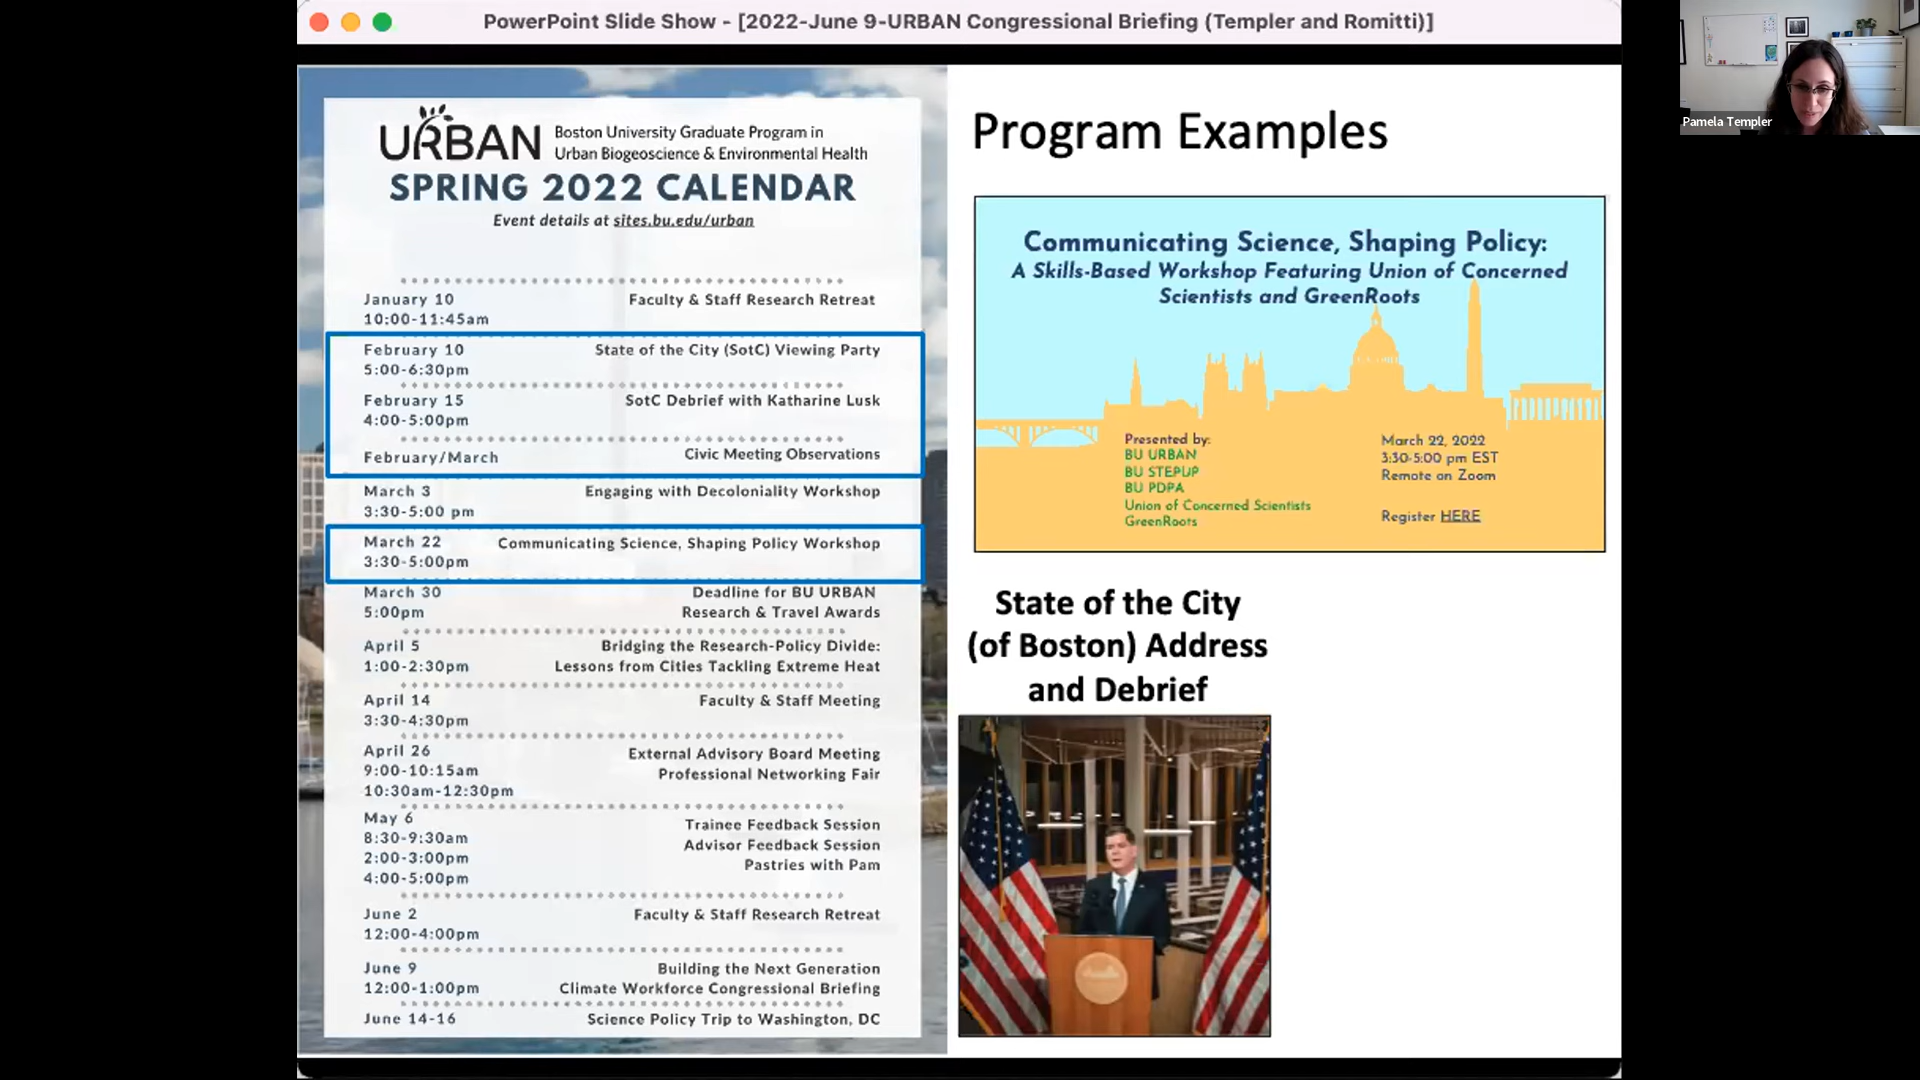 PowerPoint Slide Show - [2022-June 9-URBAN Congressional Briefing (Templer and Romitti)]
Pamela Templer
URBAN
Boston University Graduate Program in
Urban Biogeoscience & Environmental Health
SPRING 2022 CALENDAR
Event details at sites.bu.edu/urban
January 10 Faculty & Staff Research Retreat
10:00-11:45am
February 10 State of the City (SotC) Viewing Party
5:00-6:30pm
February 15 SotC Debrief with Katharine Lusk
4:00-5:00pm
February/March Civic Meeting Observations
March 3 Engaging with Decoloniality Workshop
3:30-5:00 pm
March 22 Communicating Science, Shaping Policy Workshop
3:30-5:00pm
March 30 Deadline for BU URBAN
5:00pm Research & Travel Awards
April 5 Bridging the Research-Policy Divide:
1:00-2:30pm Lessons from Cities Tackling Extreme Heat
April 14 Faculty & Staff Meeting
3:30-4:30pm
April 26 External Advisory Board Meeting
9:00-10:15am Professional Networking Fair
10:30am-12:30pm
May 6 Trainee Feedback Session
8:30-9:30am Advisor Feedback Session
2:00-3:00pm Pastries with Pam
4:00-5:00pm
June 2 Faculty & Staff Research Retreat
12:00-4:00pm
June 9 Building the Next Generation
12:00-1:00pm Climate Workforce Congressional Briefing
June 14-16 Science Policy Trip to Washington, DC
Program Examples
Communicating Science, Shaping Policy:
A Skills-Based Workshop Featuring Union of Concerned
Scientists and GreenRoots
Presented by:
BU URBAN
BU STEPUP
BU PDPA
Union of Concerned Scientists
GreenRoots
March 22, 2022
3:30-5:00 pm EST
Remote on Zoom
Register HERE
State of the City
(of Boston) Address
and Debrief